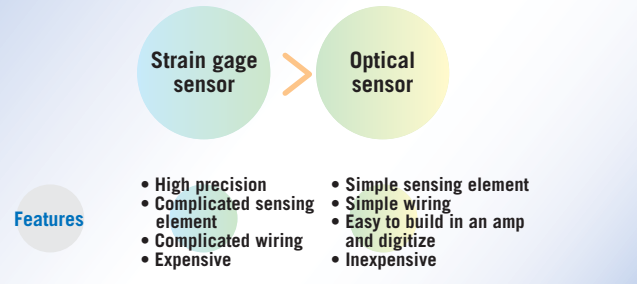 Strain gage
sensor
>
Optical
sensor
Features
• High precision
• Complicated sensing
element
• Complicated wiring
• Expensive
• Simple sensing element
• Simple wiring
• Easy to build in an amp
and digitize
• Inexpensive